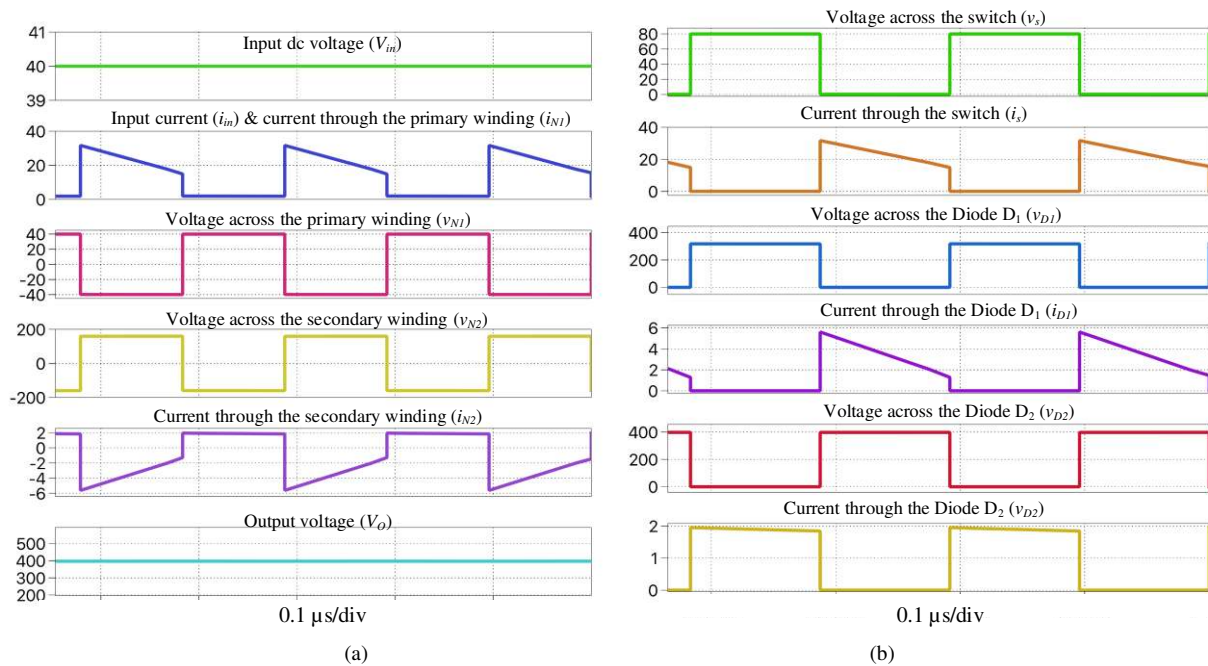 Input dc voltage (Vin)
41
40
39
Input current (iin) & current through the primary winding (iN1)
40
20
0
Voltage across the primary winding (vN1)
40
20
0
-20
-40
Voltage across the secondary winding (vN2)
200
0
-200
Current through the secondary winding (iN2)
2
0
-2
-4
-6
Output voltage (VO)
500
400
300
200
0.1 µs/div
(a)
Voltage across the switch (vs)
80
60
40
20
0
Current through the switch (is)
40
20
0
Voltage across the Diode D1 (vD1)
400
200
0
Current through the Diode D1 (iD1)
6
4
2
0
Voltage across the Diode D2 (vD2)
400
200
0
Current through the Diode D2 (vD2)
2
1
0
0.1 µs/div
(b)